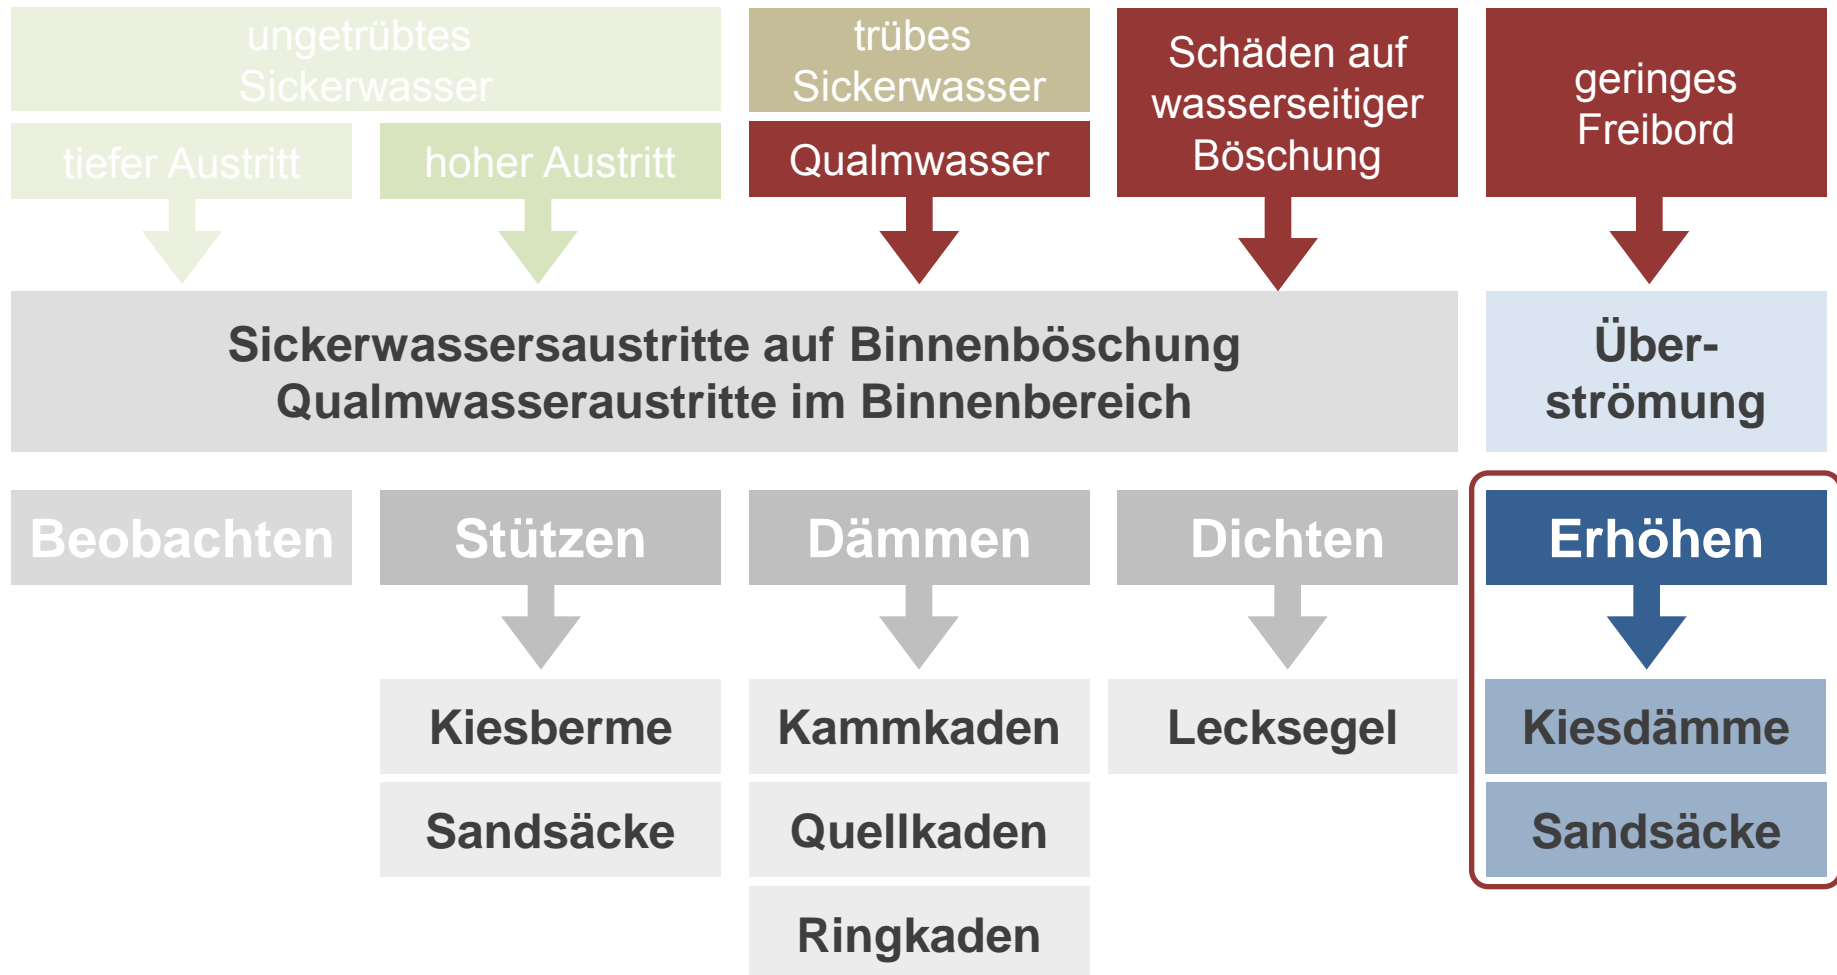 ungetrübtes
Sickerwasser
tiefer Austritt
hoher Austritt
trübes
Sickerwasser
Qualmwasser
Schäden auf
wasserseitiger
Böschung
geringes
Freibord
Sickerwassersaustritte auf Binnenböschung
Qualmwasseraustritte im Binnenbereich
Über-
strömung
Beobachten
Stützen
Dämmen
Dichten
Erhöhen
Kiesberme
Sandsäcke
Kammkaden
Quellkaden
Ringkaden
Lecksegel
Kiesdämme
Sandsäcke